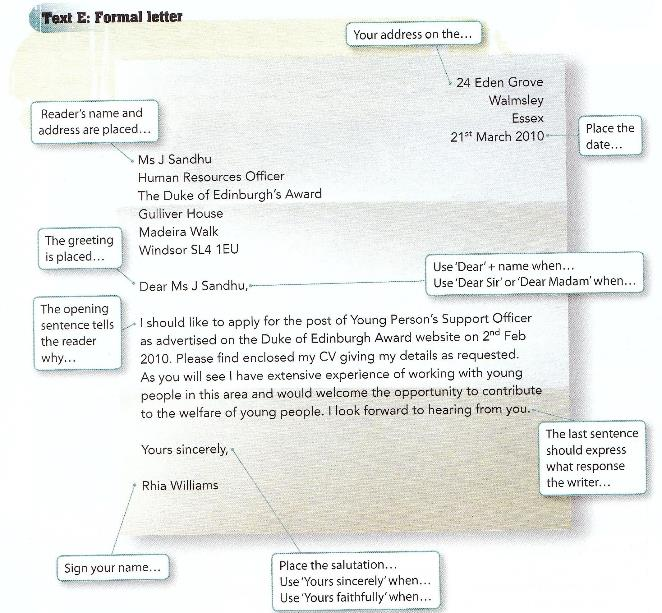 Text E: Formal letter
Your address on the…
24 Eden Grove
Walmsley
Essex
21st March 2010
Place the
date…
Reader's name and
address are placed…
Ms J Sandhu
Human Resources Officer
The Duke of Edinburgh's Award
Gulliver House
Madeira Walk
Windsor SL4 1EU
The greeting
is placed…
Dear Ms J Sandhu,
Use 'Dear' + name when…
Use 'Dear Sir' or 'Dear Madam' when…
The opening
sentence tells
the reader
why…
I should like to apply for the post of Young Person's Support Officer
as advertised on the Duke of Edinburgh Award website on 2nd Feb
2010. Please find enclosed my CV giving my details as requested.
As you will see I have extensive experience of working with young
people in this area and would welcome the opportunity to contribute
to the welfare of young people. I look forward to hearing from you.
The last sentence
should express
what response
the writer…
Yours sincerely,
Rhia Williams
Sign your name…
Place the salutation…
Use 'Yours sincerely' when…
Use 'Yours faithfully' when…